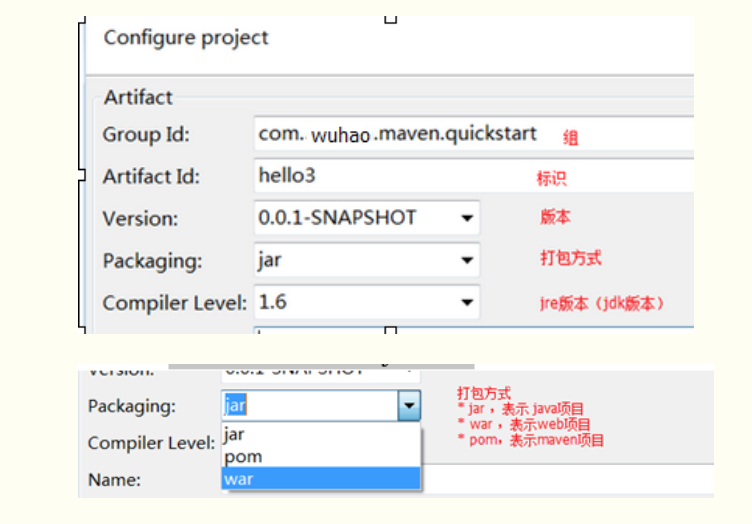 Configure project
Artifact
Group Id: com. wuhao .maven.quickstart 组
Artifact Id: hello3 标识
Version: 0.0.1-SNAPSHOT 版本
Packaging: jar 打包方式
Compiler Level: 1.6 jre版本（jdk版本）
Version: 0.0.1-SNAPSHOT
Packaging: jar 打包方式
* jar ，表示 java项目
jar * war ，表示web项目
Compiler Level: * pom，表示maven项目
pom
Name: war